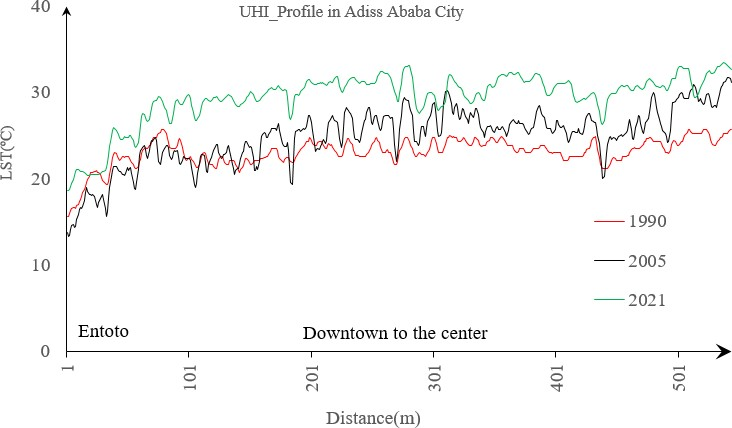 UHI_Profile in Adiss Ababa City
40
30
20
10
0
LST(ºC)
1990
2005
2021
Entoto
Downtown to the center
1
101
201
301
401
501
Distance(m)